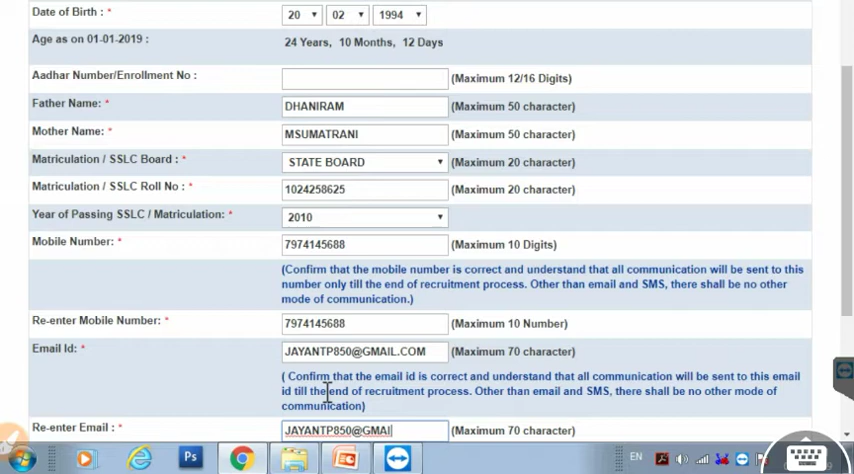 Date of Birth : * 20 02 1994
Age as on 01-01-2019 : 24 Years, 10 Months, 12 Days
Aadhar Number/Enrollment No : (Maximum 12/16 Digits)
Father Name: * DHANIRAM (Maximum 50 character)
Mother Name: * MSUMATRANI (Maximum 50 character)
Matriculation / SSLC Board : * STATE BOARD (Maximum 20 character)
Matriculation / SSLC Roll No : * 1024258625 (Maximum 20 character)
Year of Passing SSLC / Matriculation: * 2010
Mobile Number: * 7974145688 (Maximum 10 Digits)
(Confirm that the mobile number is correct and understand that all communication will be sent to this
number only till the end of recruitment process. Other than email and SMS, there shall be no other
mode of communication.)
Re-enter Mobile Number: * 7974145688 (Maximum 10 Number)
Email Id: * JAYANTP850@GMAIL.COM (Maximum 70 character)
( Confirm that the email id is correct and understand that all communication will be sent to this email
id till the end of recruitment process. Other than email and SMS, there shall be no other mode of
communication)
Re-enter Email : * JAYANTP850@GMAI (Maximum 70 character)
Ps EN